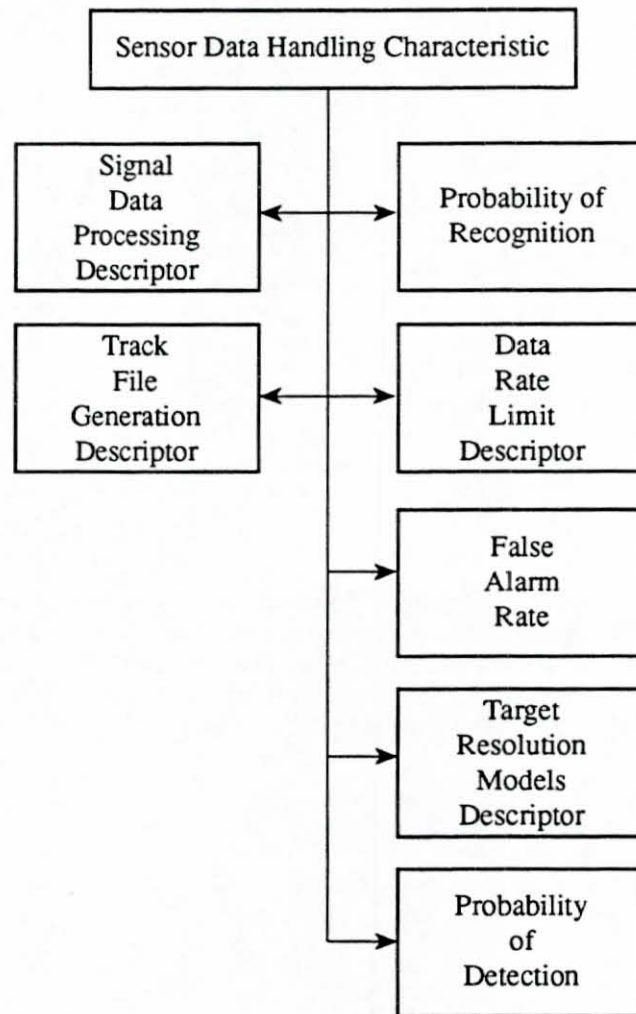 Sensor Data Handling Characteristic
Signal
Data
Processing
Descriptor
Probability of
Recognition
Track
File
Generation
Descriptor
Data
Rate
Limit
Descriptor
False
Alarm
Rate
Target
Resolution
Models
Descriptor
Probability
of
Detection